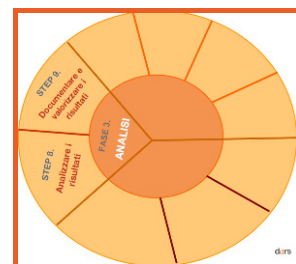 STEP 9.
Documentare e
valorizzare i
risultati
FASE 3.
ANALISI
STEP 8.
Analizzare i
risultati
dors